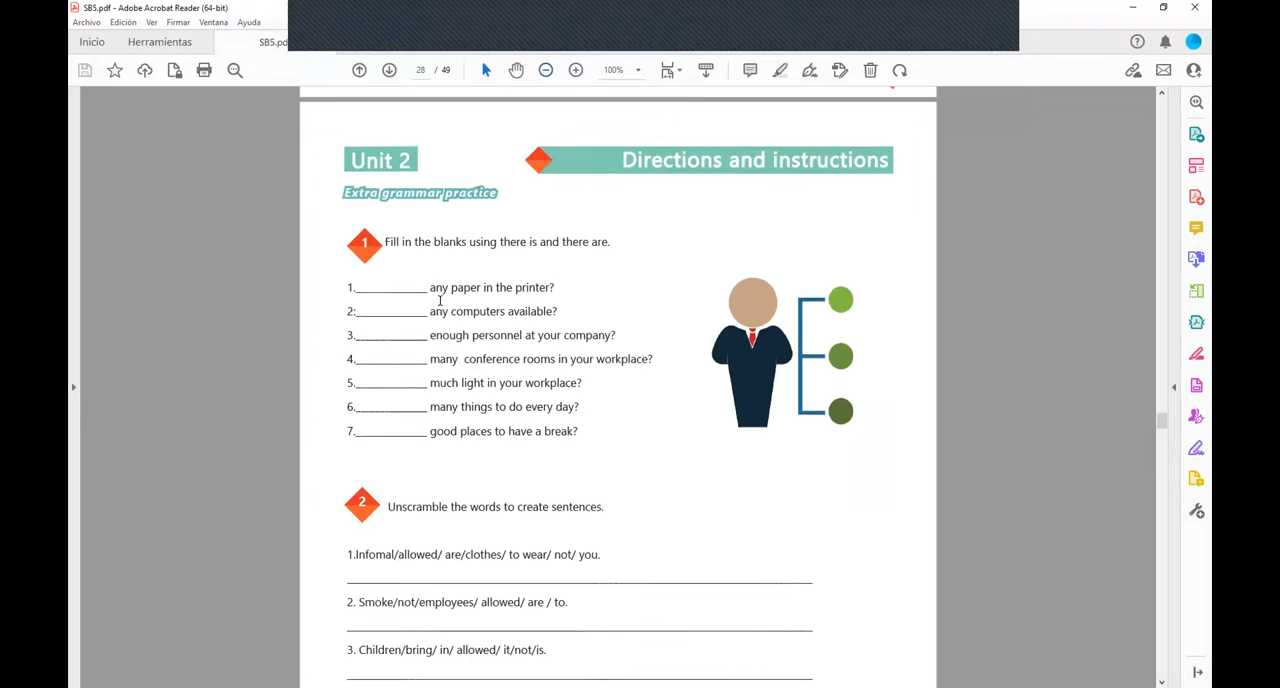 SB5.pdf - Adobe Acrobat Reader (64-bit)
Archivo Edición Ver Firmar Ventana Ayuda
Inicio Herramientas SB5.pd
28 / 49 100%
Unit 2 Directions and instructions
Extra grammar practice
1 Fill in the blanks using there is and there are.
1.____________ any paper in the printer?
2:____________ any computers available?
3.____________ enough personnel at your company?
4.____________ many conference rooms in your workplace?
5.____________ much light in your workplace?
6.____________ many things to do every day?
7.____________ good places to have a break?
2 Unscramble the words to create sentences.
1.Infomal/allowed/ are/clothes/ to wear/ not/ you.
2. Smoke/not/employees/ allowed/ are / to.
3. Children/bring/ in/ allowed/ it/not/is.